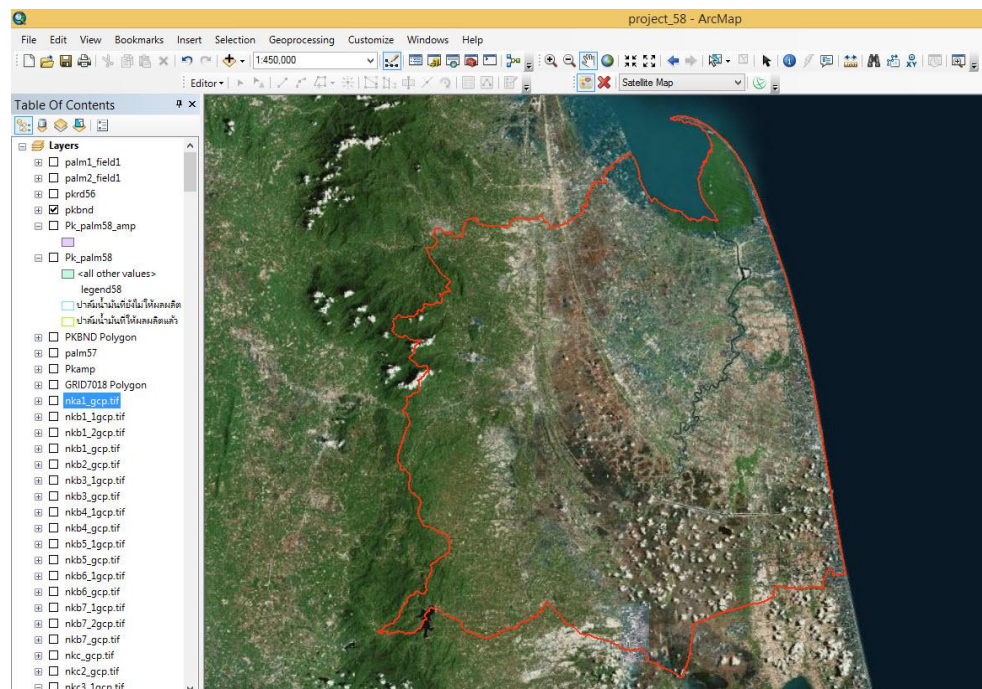 project_58 - ArcMap
File Edit View Bookmarks Insert Selection Geoprocessing Customize Windows Help
1:450,000
Editor
Satellite Map
Table Of Contents
Layers
palm1_field1
palm2_field1
pkrd56
pkbnd
Pk_palm58_amp
Pk_palm58
<all other values>
legend58
ปาล์มน้ำมันที่ยังไม่ให้ผลผลิต
ปาล์มน้ำมันที่ให้ผลผลิตแล้ว
PKBND Polygon
palm57
Pkamp
GRID7018 Polygon
nka1_gcp.tif
nkb1_1gcp.tif
nkb1_2gcp.tif
nkb1_gcp.tif
nkb2_gcp.tif
nkb3_1gcp.tif
nkb3_gcp.tif
nkb4_1gcp.tif
nkb4_gcp.tif
nkb5_1gcp.tif
nkb5_gcp.tif
nkb6_1gcp.tif
nkb6_gcp.tif
nkb7_1gcp.tif
nkb7_2gcp.tif
nkb7_gcp.tif
nkc_gcp.tif
nkc2_gcp.tif
nkc3_1gcp.tif